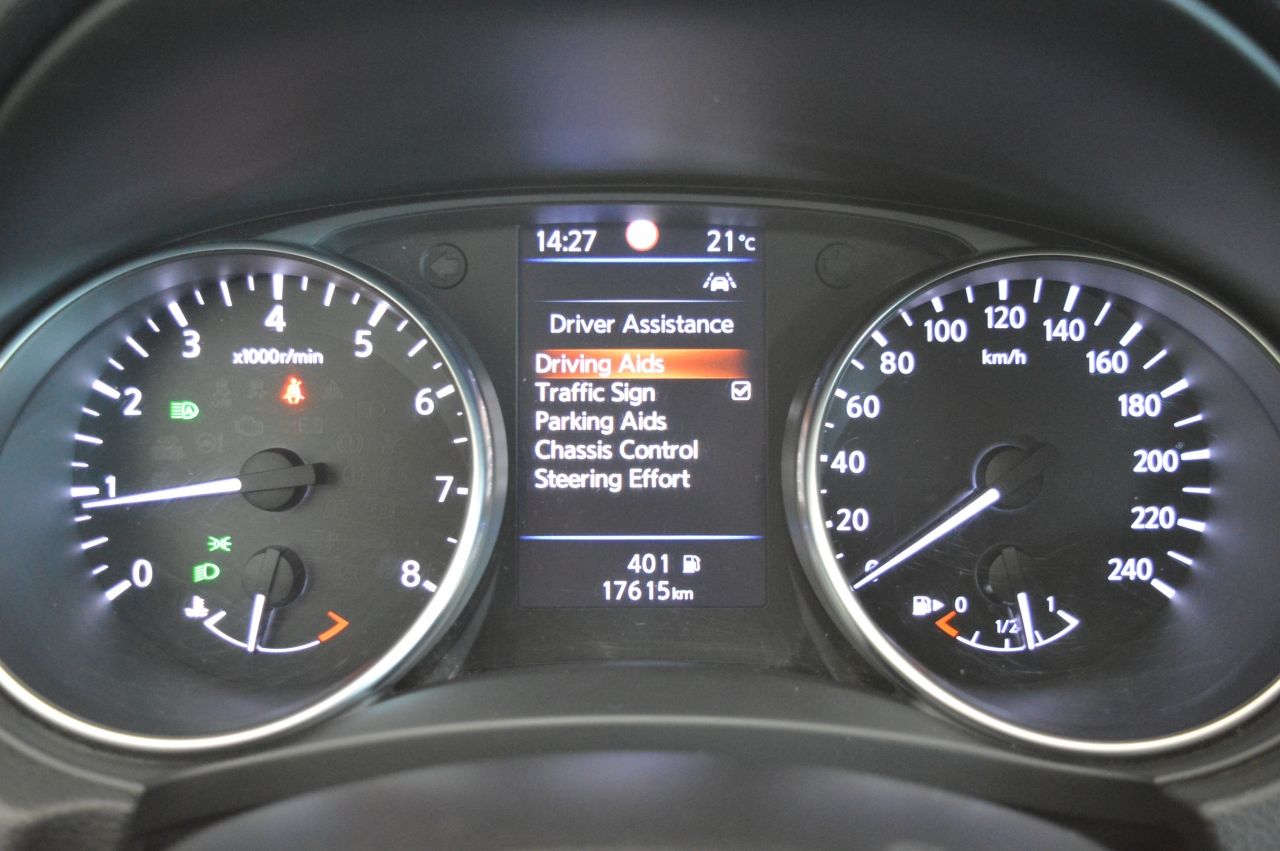 14:27 21°C
Driver Assistance
Driving Aids
Traffic Sign
Parking Aids
Chassis Control
Steering Effort
401
17615km
0
1
2
3
4
5
6
7
8
x1000r/min
0
20
40
60
80
100
120
140
160
180
200
220
240
km/h
0
1/2
1